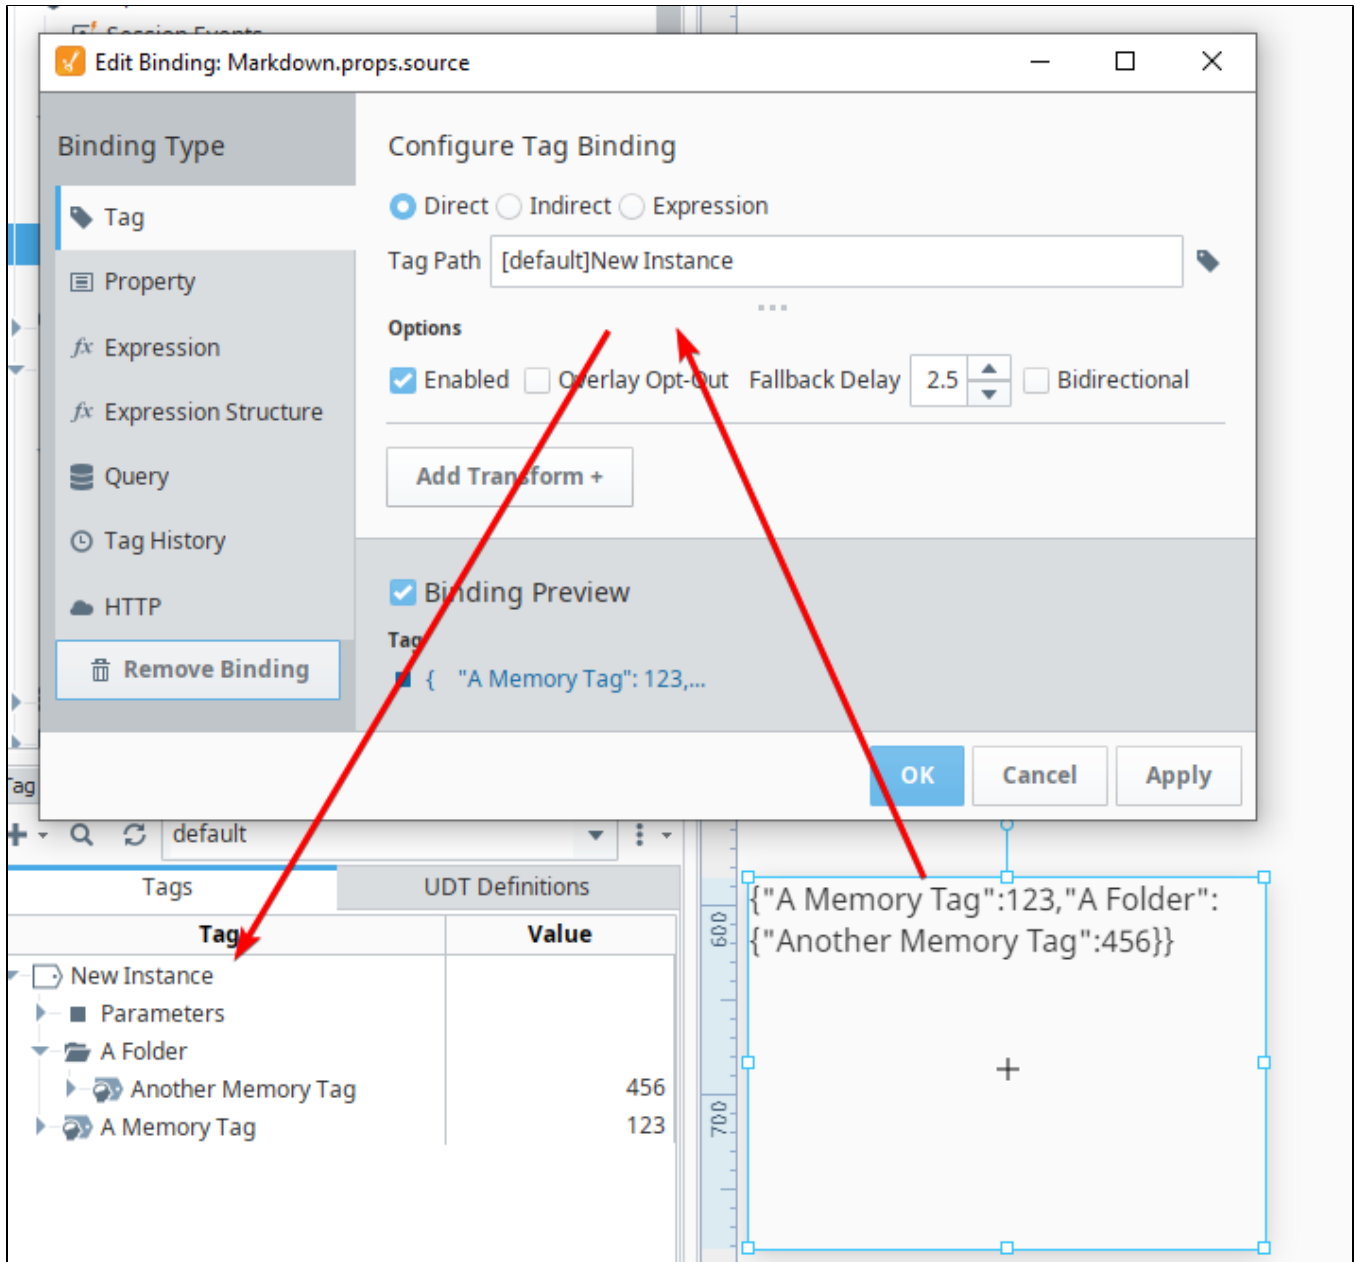 Session Events
Edit Binding: Markdown.props.source
Binding Type
Tag
Property
fx Expression
fx Expression Structure
Query
Tag History
HTTP
Remove Binding
Configure Tag Binding
Direct Indirect Expression
Tag Path [default]New Instance
Options
Enabled Overlay Opt-Out Fallback Delay 2.5 Bidirectional
Add Transform +
Binding Preview
Tag
{ "A Memory Tag": 123,...
OK Cancel Apply
Tag
default
Tags UDT Definitions
Tag Value
New Instance
Parameters
A Folder
Another Memory Tag 456
A Memory Tag 123
600
700
{"A Memory Tag":123,"A Folder":
{"Another Memory Tag":456}}